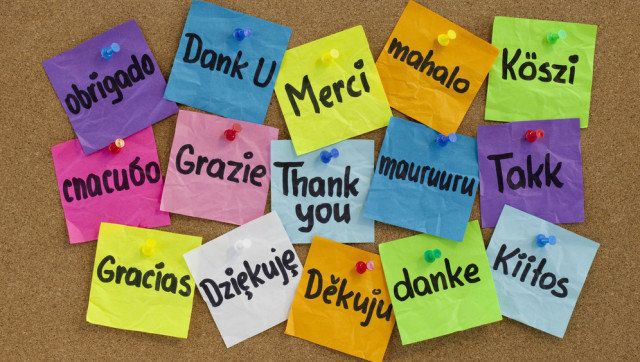 obrigado
Dank U
Merci
mahalo
Köszi
спасибо
Grazie
Thank
you
mauruuru
Takk
Gracias
Dziękuję
Děkuju
danke
Kiitos